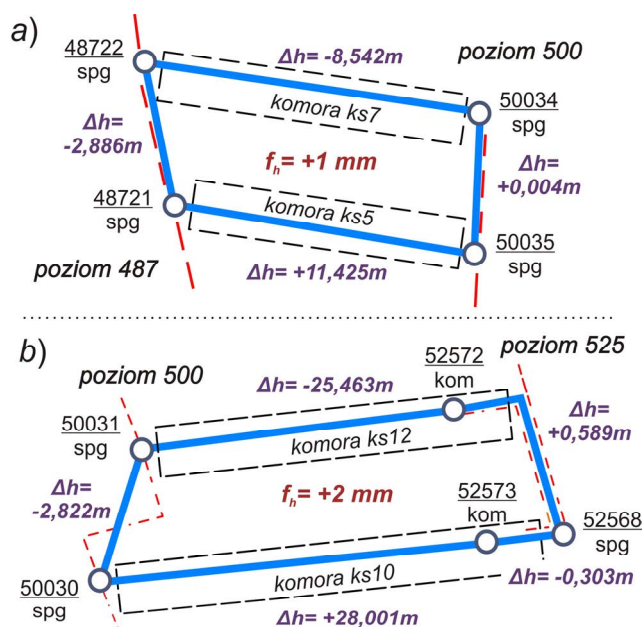 a)
Δh= -8,542m
poziom 500
48722
spg
komora ks7
50034
spg
Δh=
-2,886m
f_h= +1 mm
Δh=
+0,004m
48721
spg
komora ks5
50035
spg
poziom 487
Δh= +11,425m
b)
poziom 500
Δh= -25,463m
52572
kom
poziom 525
50031
spg
komora ks12
Δh=
+0,589m
Δh=
-2,822m
f_h= +2 mm
52573
kom
52568
spg
50030
spg
komora ks10
Δh= -0,303m
Δh= +28,001m